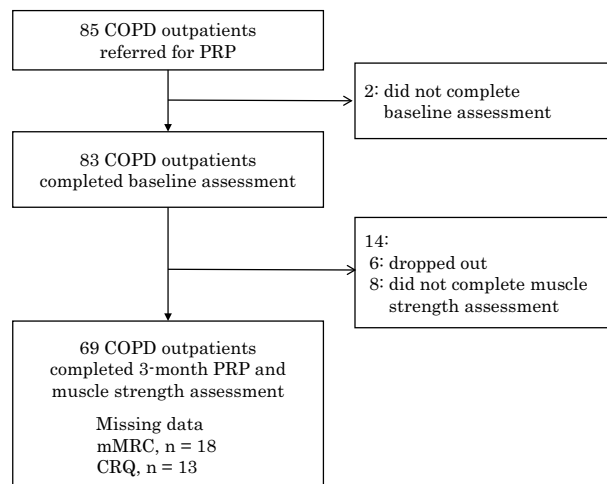 85 COPD outpatients
referred for PRP
2: did not complete
baseline assessment
83 COPD outpatients
completed baseline assessment
14:
6: dropped out
8: did not complete muscle
strength assessment
69 COPD outpatients
completed 3-month PRP and
muscle strength assessment
Missing data
mMRC, n = 18
CRQ, n = 13